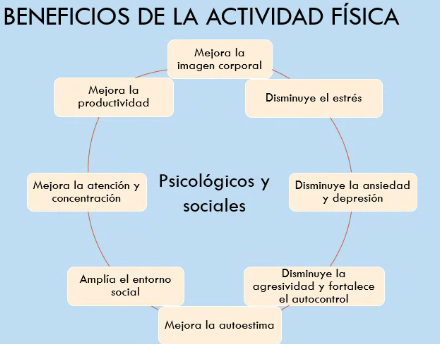 BENEFICIOS DE LA ACTIVIDAD FÍSICA
Mejora la
imagen corporal
Mejora la
productividad
Disminuye el estrés
Psicológicos y
sociales
Mejora la atención y
concentración
Disminuye la ansiedad
y depresión
Amplía el entorno
social
Disminuye la
agresividad y fortalece
el autocontrol
Mejora la autoestima